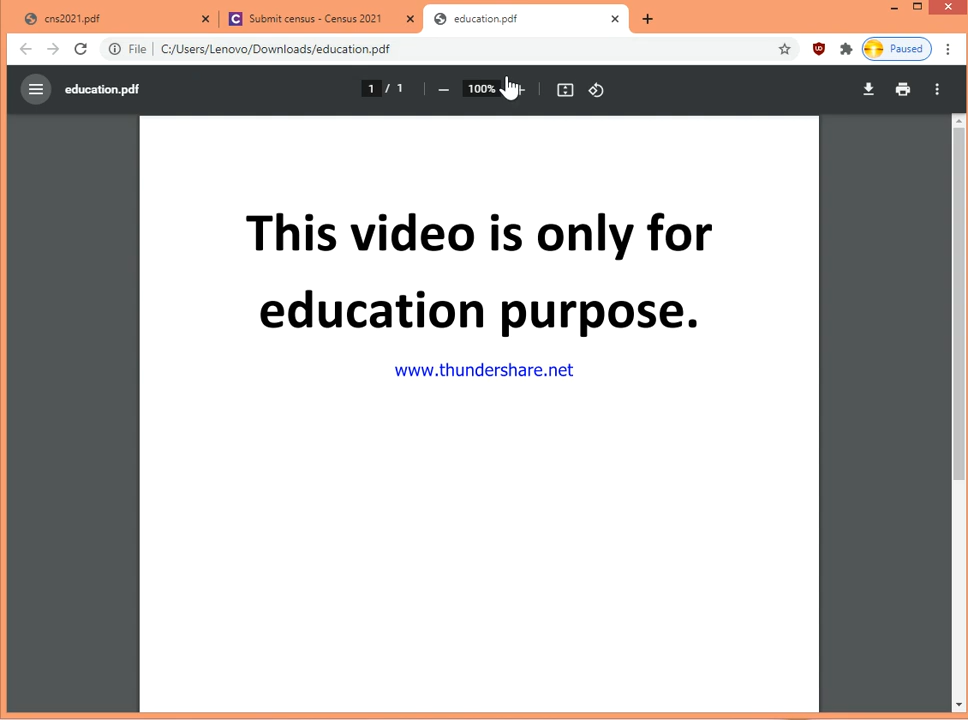 cns2021.pdf
Submit census - Census 2021
education.pdf
File
C:/Users/Lenovo/Downloads/education.pdf
Paused
education.pdf
1 / 1
100%
This video is only for
education purpose.
www.thundershare.net